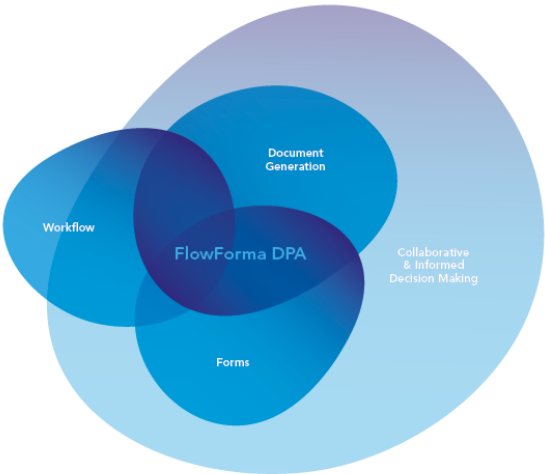 Document
Generation
Workflow
FlowForma DPA
Collaborative
& Informed
Decision Making
Forms